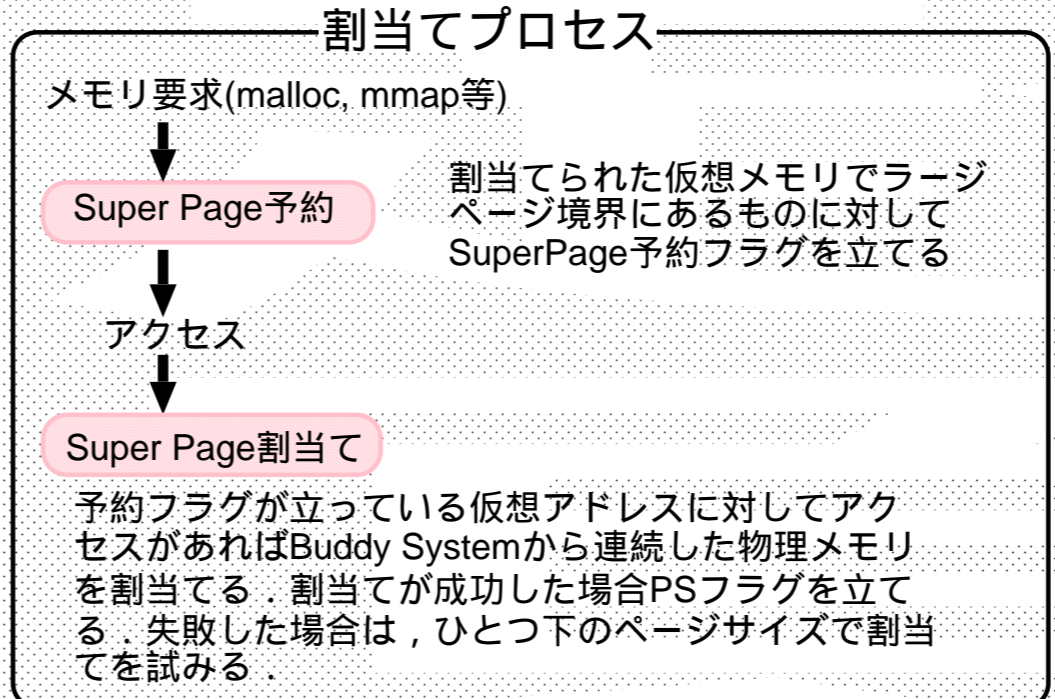 割当てプロセス
メモリ要求(malloc, mmap等)
Super Page予約
割当てられた仮想メモリでラージ
ページ境界にあるものに対して
SuperPage予約フラグを立てる
アクセス
Super Page割当て
予約フラグが立っている仮想アドレスに対してアク
セスがあればBuddy Systemから連続した物理メモリ
を割当てる．割当てが成功した場合PSフラグを立て
る．失敗した場合は，ひとつ下のページサイズで割当
てを試みる．